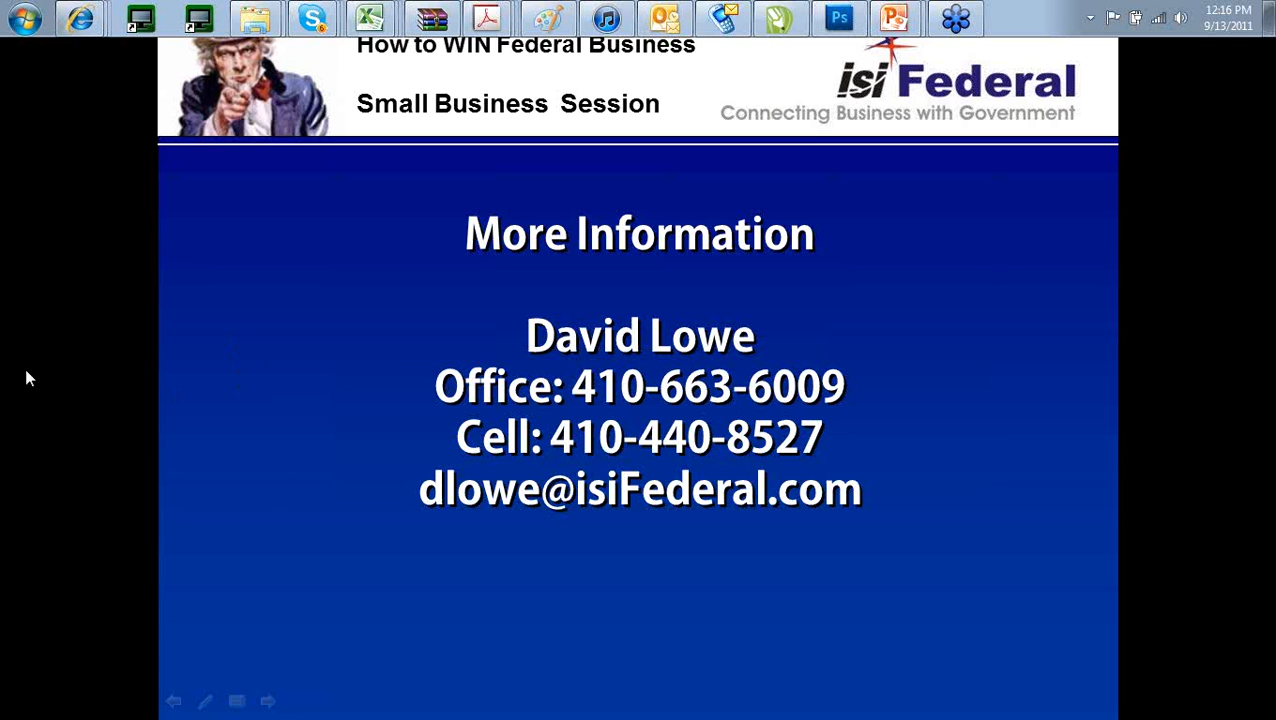 12:16 PM
9/13/2011
How to WIN Federal Business
Small Business Session
isi Federal
Connecting Business with Government
More Information
David Lowe
Office: 410-663-6009
Cell: 410-440-8527
dlowe@isiFederal.com